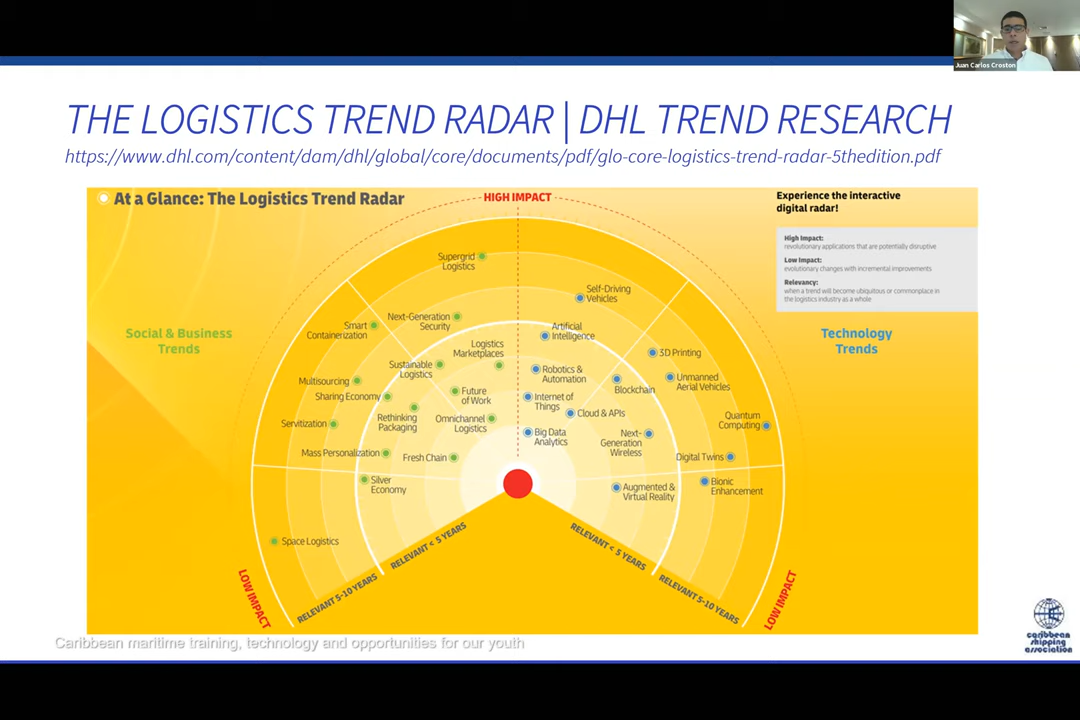 Juan Carlos Croston
THE LOGISTICS TREND RADAR | DHL TREND RESEARCH
https://www.dhl.com/content/dam/dhl/global/core/documents/pdf/glo-core-logistics-trend-radar-5thedition.pdf
At a Glance: The Logistics Trend Radar
HIGH IMPACT
Experience the interactive
digital radar!
High Impact:
revolutionary applications that are potentially disruptive
Low Impact:
evolutionary changes with incremental improvements
Relevancy:
when a trend will become ubiquitous or commonplace in
the logistics industry as a whole
Social & Business
Trends
Technology
Trends
Supergrid
Logistics
Self-Driving
Vehicles
Next-Generation
Security
Smart
Containerization
Artificial
Intelligence
Logistics
Marketplaces
3D Printing
Sustainable
Logistics
Robotics &
Automation
Unmanned
Aerial Vehicles
Multisourcing
Blockchain
Sharing Economy
Future
of Work
Internet of
Things
Rethinking
Packaging
Omnichannel
Logistics
Cloud & APIs
Quantum
Computing
Servitization
Big Data
Analytics
Next-
Generation
Wireless
Mass Personalization
Fresh Chain
Digital Twins
Silver
Economy
Augmented &
Virtual Reality
Bionic
Enhancement
Space Logistics
RELEVANT < 5 YEARS
RELEVANT < 5 YEARS
RELEVANT 5-10 YEARS
RELEVANT 5-10 YEARS
LOW IMPACT
LOW IMPACT
Caribbean maritime training, technology and opportunities for our youth
caribbean
shipping
association